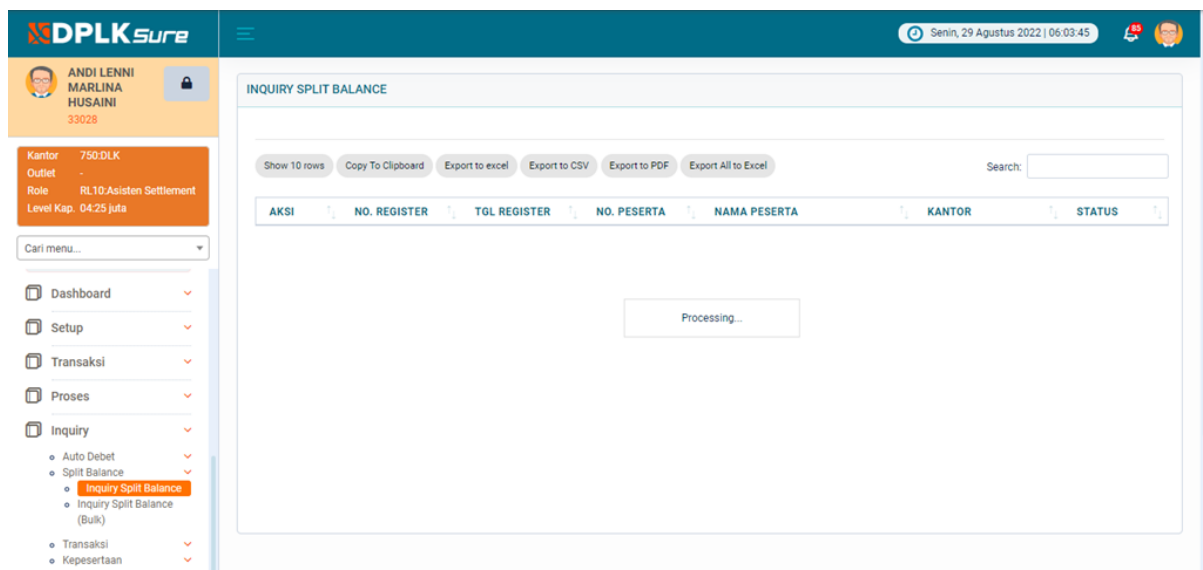 DPLKSure
Senin, 29 Agustus 2022 | 06:03:45
85
ANDI LENNI
MARLINA
HUSAINI
33028
Kantor 750:DLK
Outlet -
Role RL10:Asisten Settlement
Level Kap. 04:25 juta
Cari menu...
Dashboard
Setup
Transaksi
Proses
Inquiry
Auto Debet
Split Balance
Inquiry Split Balance
Inquiry Split Balance
(Bulk)
Transaksi
Kepesertaan
INQUIRY SPLIT BALANCE
Show 10 rows Copy To Clipboard Export to excel Export to CSV Export to PDF Export All to Excel Search:
AKSI NO. REGISTER TGL REGISTER NO. PESERTA NAMA PESERTA KANTOR STATUS
Processing...